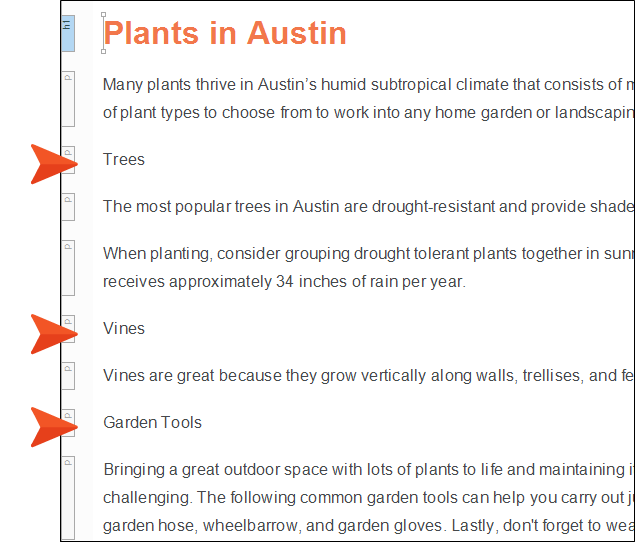 h1
Plants in Austin
p
Many plants thrive in Austin's humid subtropical climate that consists of
of plant types to choose from to work into any home garden or landscapin
p
Trees
p
The most popular trees in Austin are drought-resistant and provide shade
p
When planting, consider grouping drought tolerant plants together in sunn
receives approximately 34 inches of rain per year.
p
Vines
p
Vines are great because they grow vertically along walls, trellises, and fe
p
Garden Tools
p
Bringing a great outdoor space with lots of plants to life and maintaining
challenging. The following common garden tools can help you carry out
garden hose, wheelbarrow, and garden gloves. Lastly, don't forget to wea